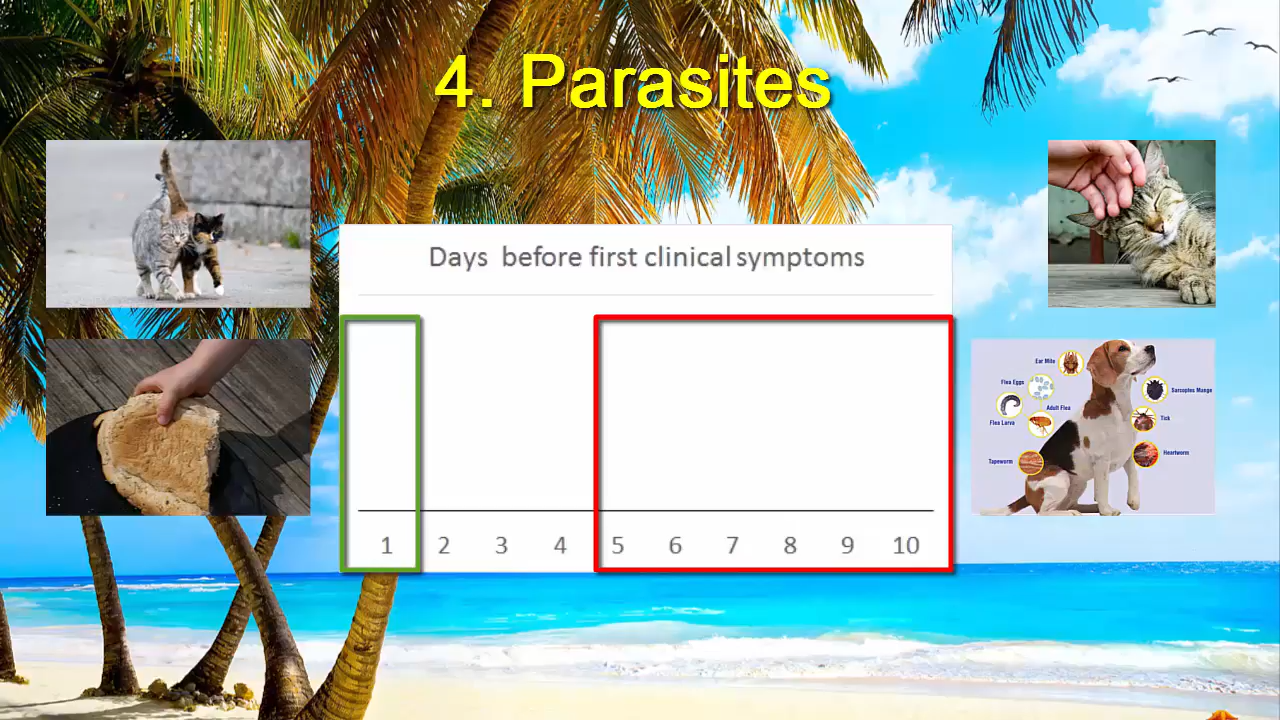 4. Parasites
Days before first clinical symptoms
1 2 3 4 5 6 7 8 9 10
Ear Mite
Flea Eggs
Adult Flea
Flea Larva
Tapeworm
Sarcoptes Mange
Tick
Heartworm